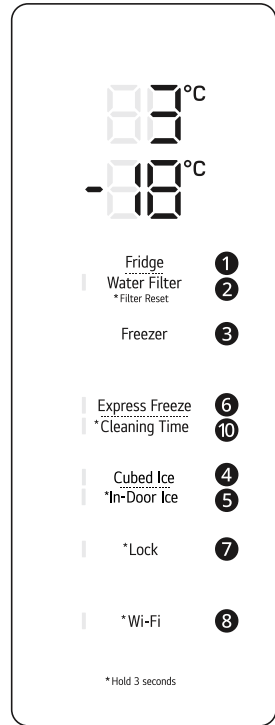 3 °C
-18 °C
Fridge 1
Water Filter 2
*Filter Reset
Freezer 3
Express Freeze 6
*Cleaning Time 10
Cubed Ice 4
*In-Door Ice 5
*Lock 7
*Wi-Fi 8
*Hold 3 seconds